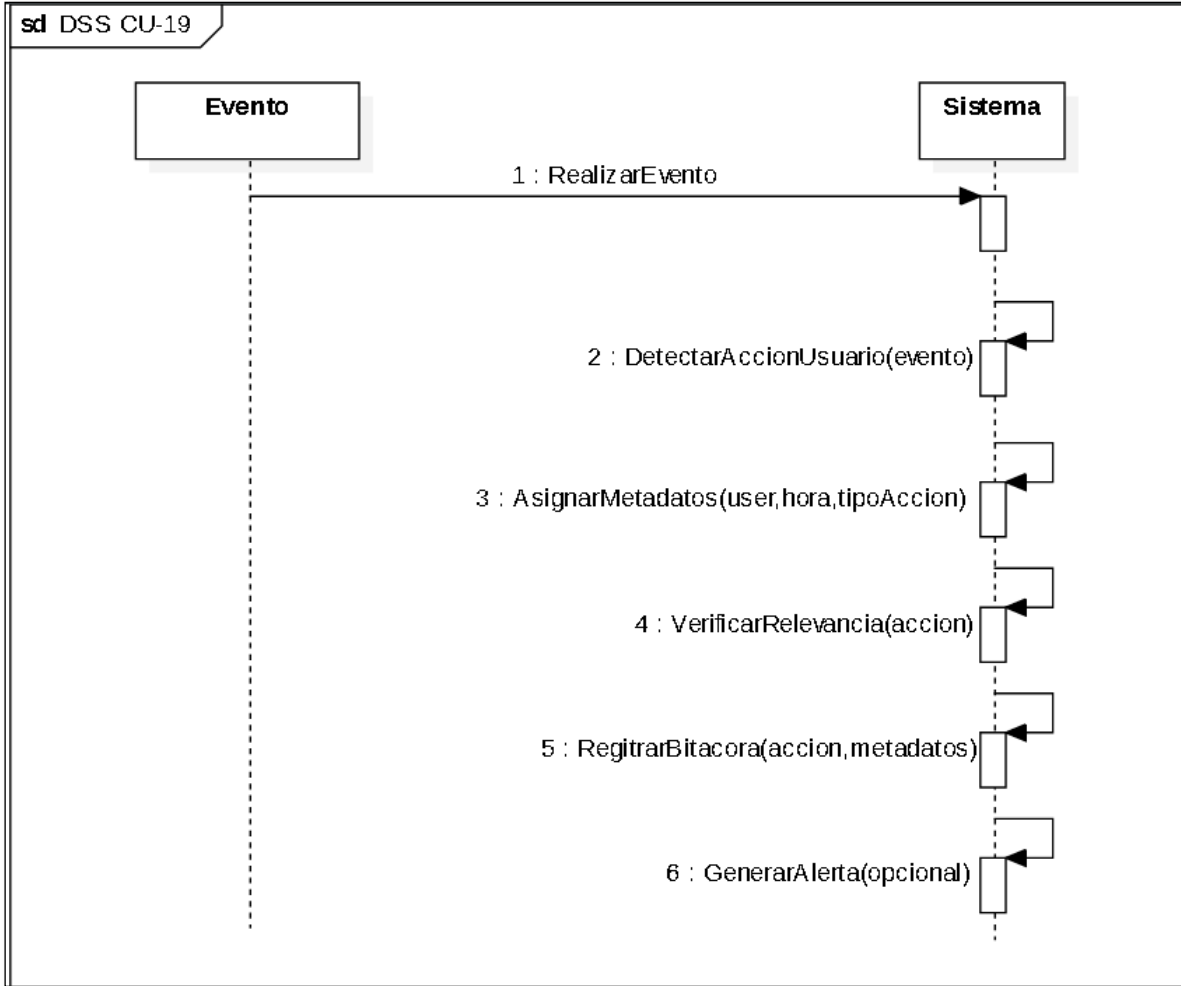 sd DSS CU-19
Evento
Sistema
1 : RealizarEvento
2 : DetectarAccionUsuario(evento)
3 : AsignarMetadatos(user,hora,tipoAccion)
4 : VerificarRelevancia(accion)
5 : RegitrarBitacora(accion,metadatos)
6 : GenerarAlerta(opcional)